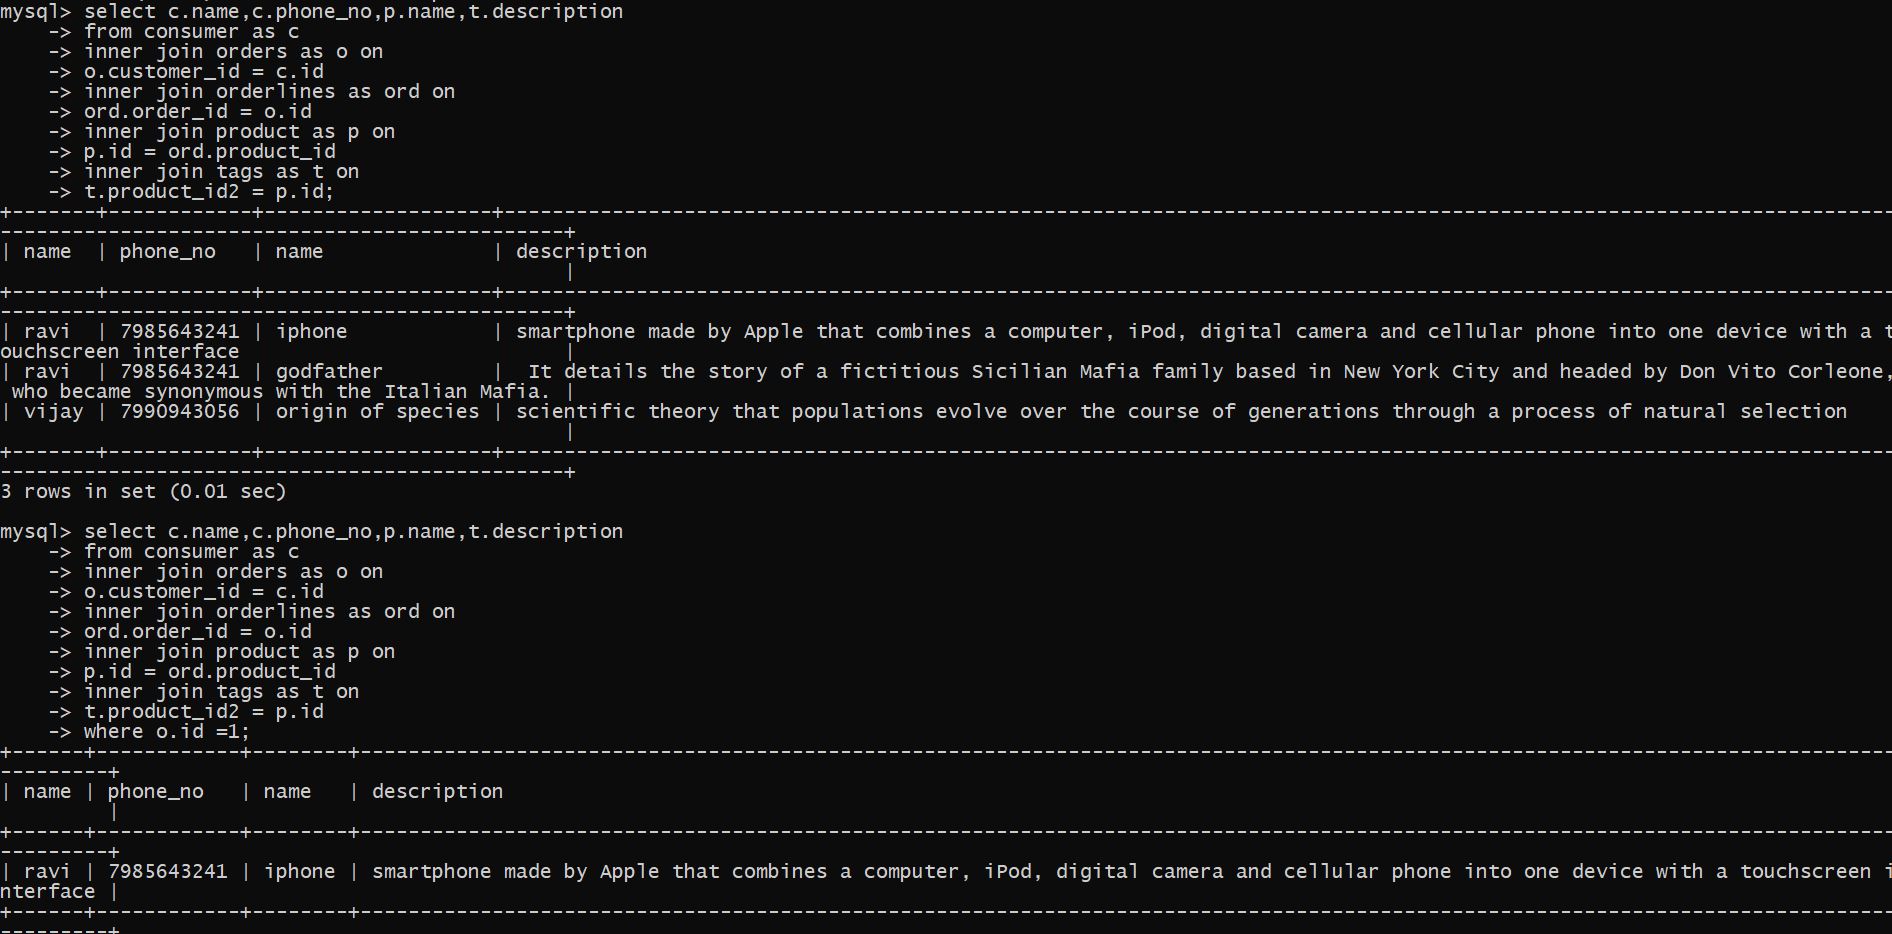 mysql> select c.name,c.phone_no,p.name,t.description
    -> from consumer as c
    -> inner join orders as o on
    -> o.customer_id = c.id
    -> inner join orderlines as ord on
    -> ord.order_id = o.id
    -> inner join product as p on
    -> p.id = ord.product_id
    -> inner join tags as t on
    -> t.product_id2 = p.id;
| name  | phone_no   | name              | description
|
| ravi  | 7985643241 | iphone            | smartphone made by Apple that combines a computer, iPod, digital camera and cellular phone into one device with a t
ouchscreen interface                           |
| ravi  | 7985643241 | godfather         |  It details the story of a fictitious Sicilian Mafia family based in New York City and headed by Don Vito Corleone,
 who became synonymous with the Italian Mafia. |
| vijay | 7990943056 | origin of species | scientific theory that populations evolve over the course of generations through a process of natural selection
|
3 rows in set (0.01 sec)
mysql> select c.name,c.phone_no,p.name,t.description
    -> from consumer as c
    -> inner join orders as o on
    -> o.customer_id = c.id
    -> inner join orderlines as ord on
    -> ord.order_id = o.id
    -> inner join product as p on
    -> p.id = ord.product_id
    -> inner join tags as t on
    -> t.product_id2 = p.id
    -> where o.id =1;
| name | phone_no   | name   | description
|
| ravi | 7985643241 | iphone | smartphone made by Apple that combines a computer, iPod, digital camera and cellular phone into one device with a touchscreen i
nterface |